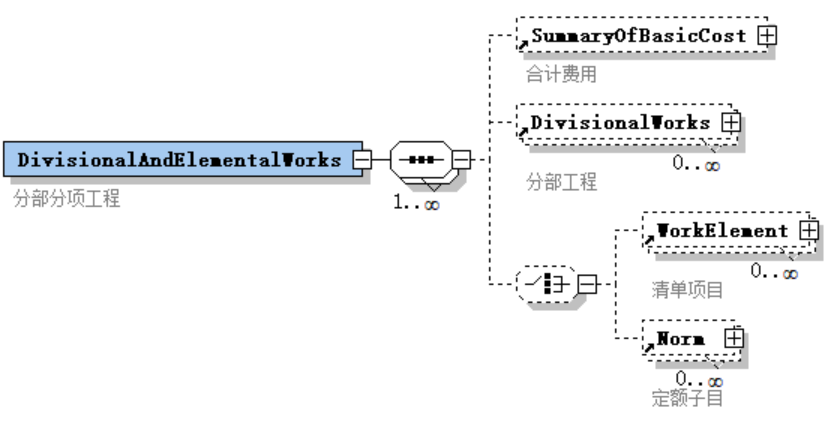 SummaryOfBasicCost
合计费用
DivisionalWorks
0..∞
分部工程
DivisionalAndElementalWorks
分部分项工程
1..∞
WorkElement
0..∞
清单项目
Norm
0..∞
定额子目